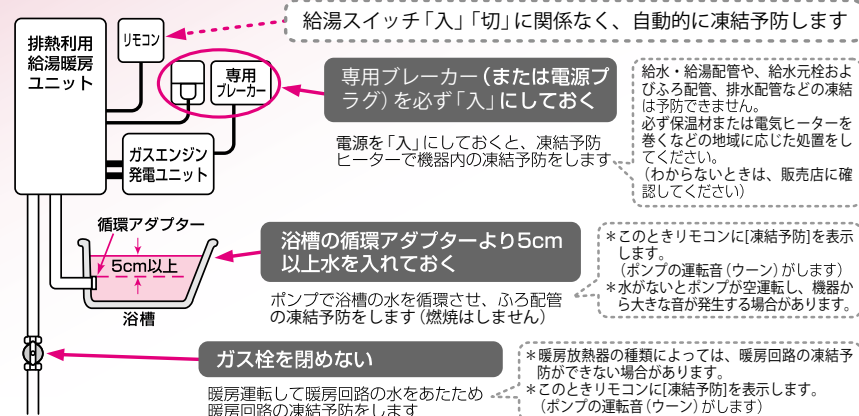 給湯スイッチ「入」「切」に関係なく、自動的に凍結予防します
排熱利用
給湯暖房
ユニット
リモコン
専用
ブレーカー
ガスエンジン
発電ユニット
専用ブレーカー(または電源プ
ラグ)を必ず「入」にしておく
電源を「入」にしておくと、凍結予防
ヒーターで機器内の凍結予防をします
給水・給湯配管や、給水元栓およ
びふろ配管、排水配管などの凍結
は予防できません。
必ず保温材または電気ヒーターを
巻くなどの地域に応じた処置をし
てください。
(わからないときは、販売店に確
認してください)
循環アダプター
5cm以上
浴槽
浴槽の循環アダプターより5cm
以上水を入れておく
ポンプで浴槽の水を循環させ、ふろ配管
の凍結予防をします(燃焼はしません)
*このときリモコンに[凍結予防]を表示
します。
(ポンプの運転音(ウーン)がします)
*水がないとポンプが空運転し、機器か
ら大きな音が発生する場合があります。
ガス栓を閉めない
暖房運転して暖房回路の水をあたため
暖房回路の凍結予防をします
*暖房放熱器の種類によっては、暖房回路の凍結予
防ができない場合があります。
*このときリモコンに[凍結予防]を表示します。
(ポンプの運転音(ウーン)がします)